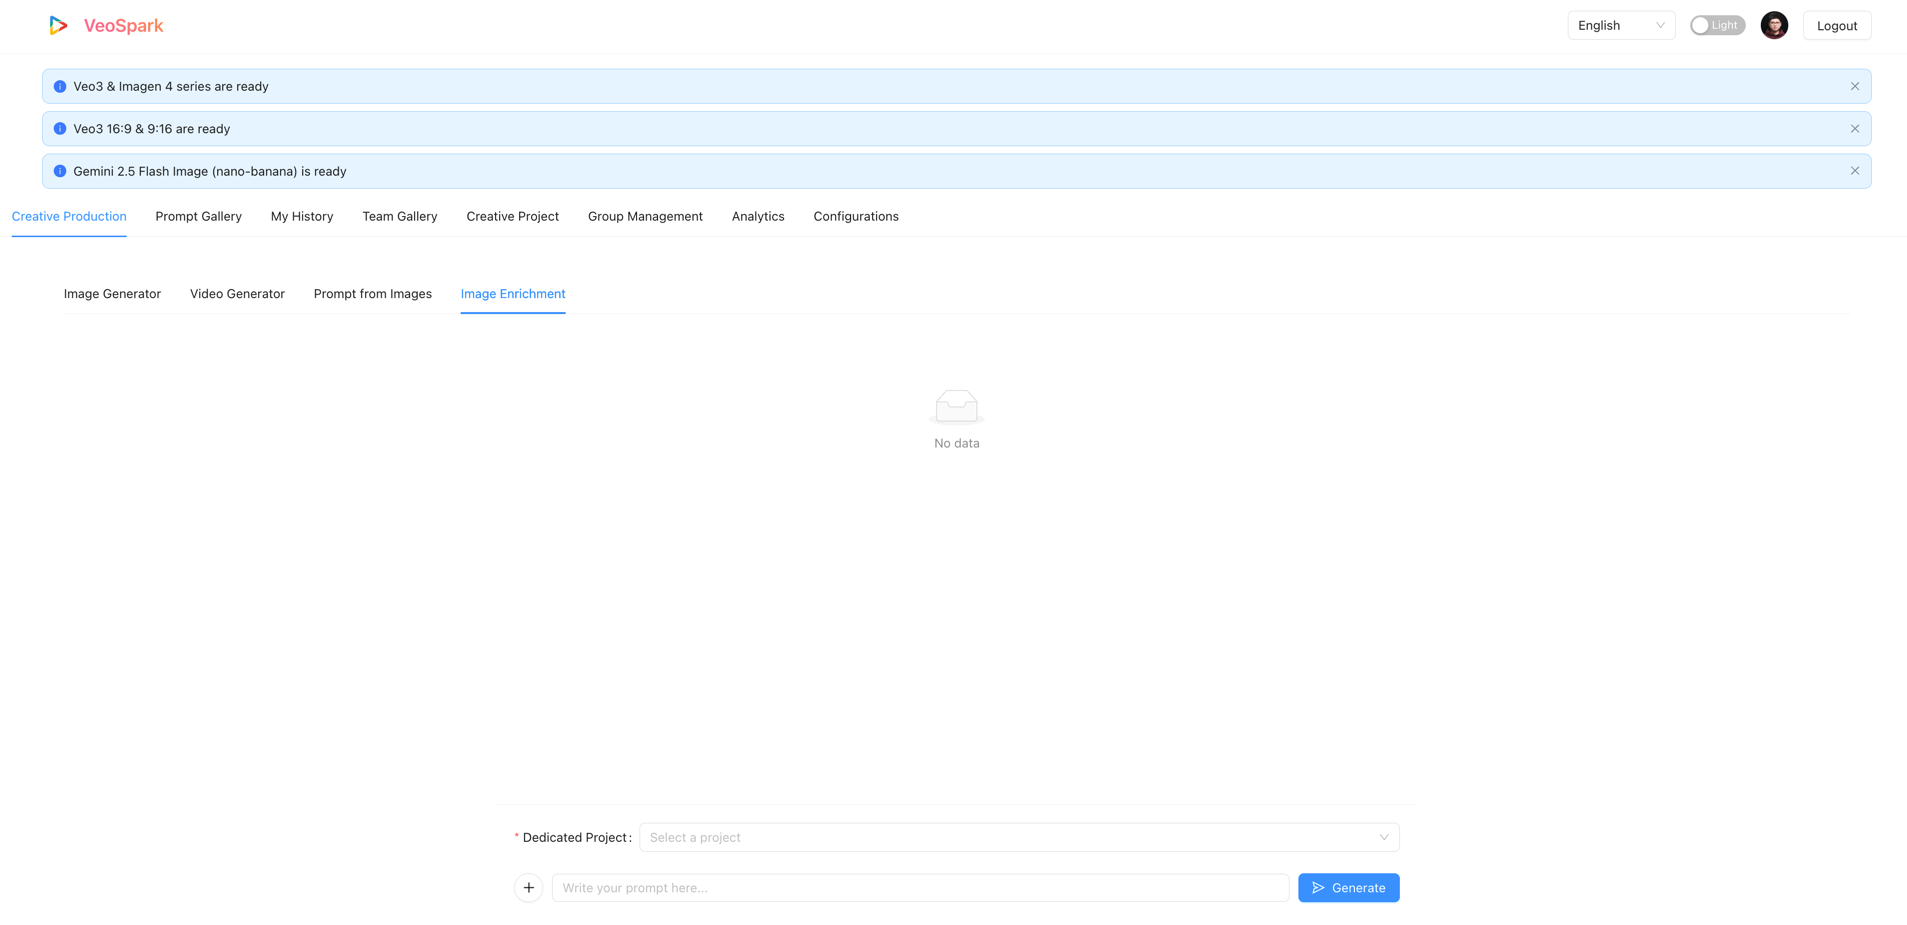 VeoSpark
English
Light
Logout
Veo3 & Imagen 4 series are ready
Veo3 16:9 & 9:16 are ready
Gemini 2.5 Flash Image (nano-banana) is ready
Creative Production Prompt Gallery My History Team Gallery Creative Project Group Management Analytics Configurations
Image Generator Video Generator Prompt from Images Image Enrichment
No data
* Dedicated Project: Select a project
Write your prompt here... Generate